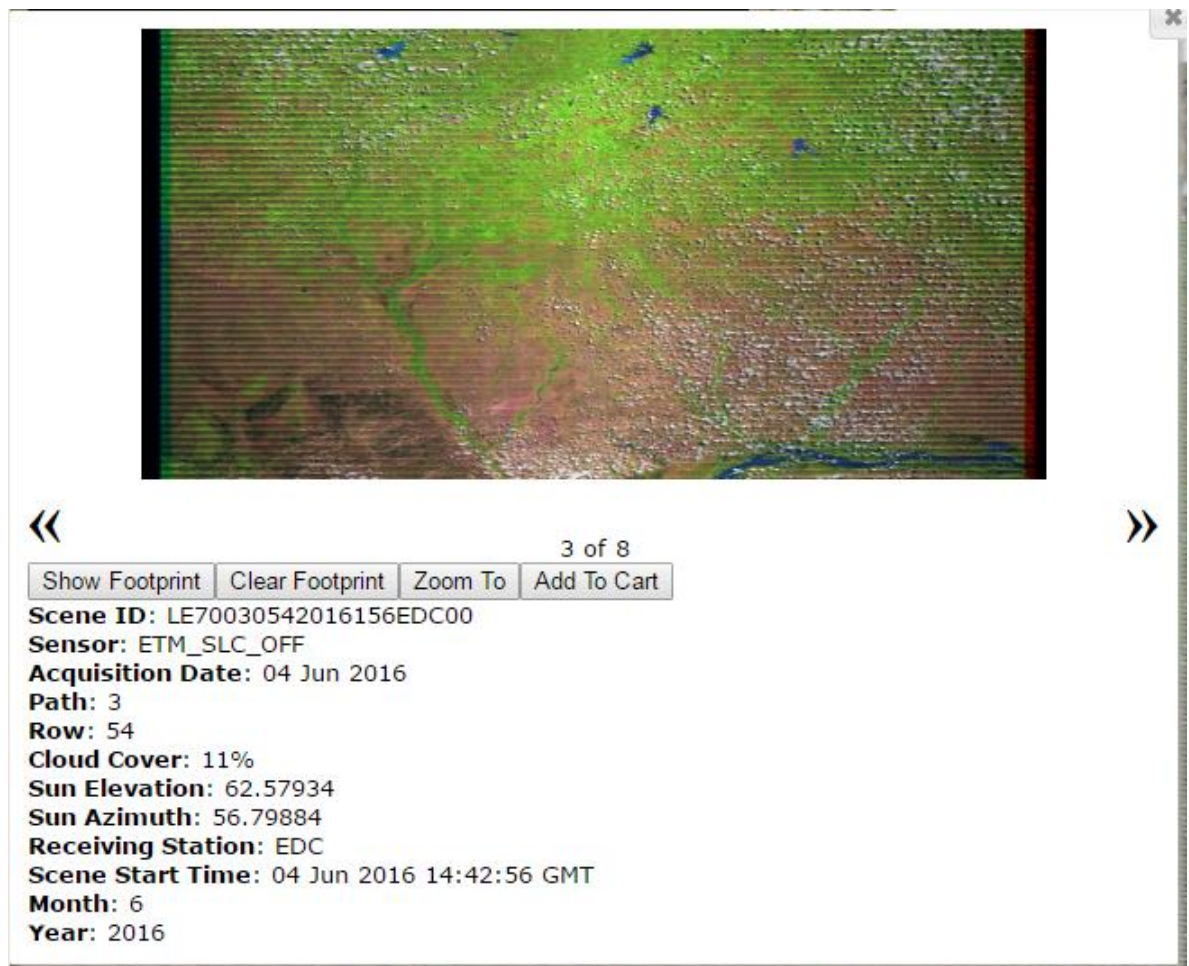 ✖
« 3 of 8 »
Show Footprint Clear Footprint Zoom To Add To Cart
Scene ID: LE70030542016156EDC00
Sensor: ETM_SLC_OFF
Acquisition Date: 04 Jun 2016
Path: 3
Row: 54
Cloud Cover: 11%
Sun Elevation: 62.57934
Sun Azimuth: 56.79884
Receiving Station: EDC
Scene Start Time: 04 Jun 2016 14:42:56 GMT
Month: 6
Year: 2016